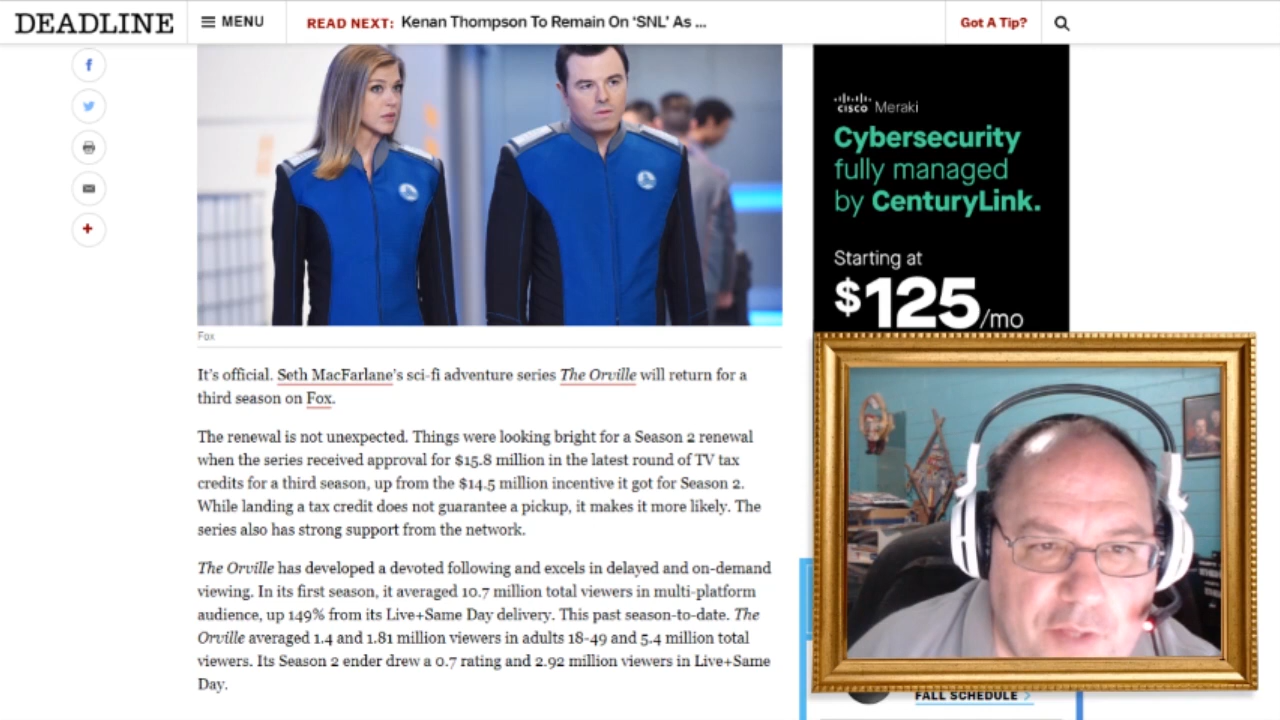 DEADLINE
MENU
READ NEXT: Kenan Thompson To Remain On ‘SNL’ As ...
Got A Tip?
Fox
It’s official. Seth MacFarlane’s sci-fi adventure series The Orville will return for a
third season on Fox.
The renewal is not unexpected. Things were looking bright for a Season 2 renewal
when the series received approval for $15.8 million in the latest round of TV tax
credits for a third season, up from the $14.5 million incentive it got for Season 2.
While landing a tax credit does not guarantee a pickup, it makes it more likely. The
series also has strong support from the network.
The Orville has developed a devoted following and excels in delayed and on-demand
viewing. In its first season, it averaged 10.7 million total viewers in multi-platform
audience, up 149% from its Live+Same Day delivery. This past season-to-date. The
Orville averaged 1.4 and 1.81 million viewers in adults 18-49 and 5.4 million total
viewers. Its Season 2 ender drew a 0.7 rating and 2.92 million viewers in Live+Same
Day.
cisco Meraki
Cybersecurity
fully managed
by CenturyLink.
Starting at
$125/mo
FALL SCHEDULE >